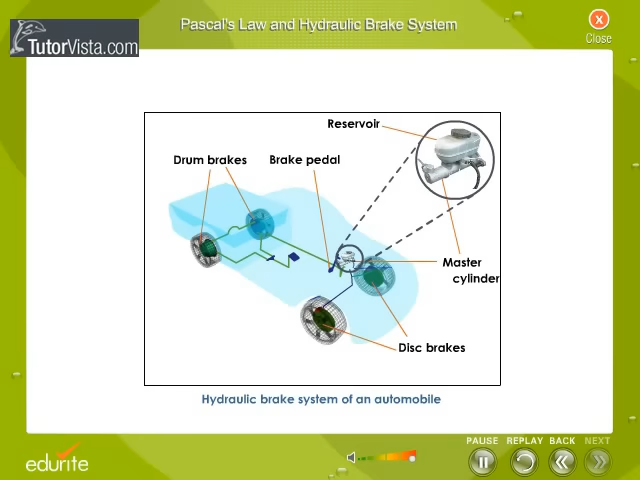 Pascal's Law and Hydraulic Brake System
Close
TutorVista.com
Reservoir
Drum brakes
Brake pedal
Master
cylinder
Disc brakes
Hydraulic brake system of an automobile
PAUSE REPLAY BACK NEXT
edurite